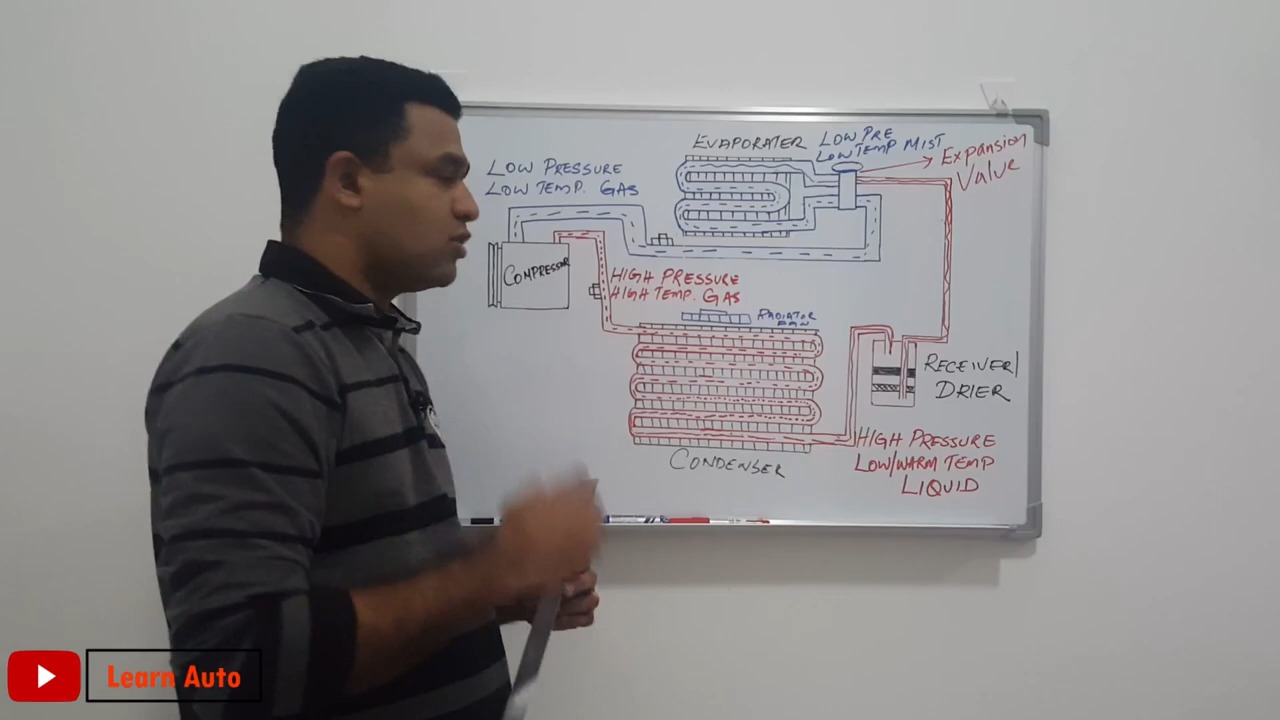 EVAPORATER
LOW PRE
LOW TEMP MIST
Expansion
Value
LOW PRESSURE
LOW TEMP. GAS
COMPRESSOR
HIGH PRESSURE
HIGH TEMP. GAS
RADIATOR
FAN
RECEIVER/
DRIER
CONDENSER
HIGH PRESSURE
LOW/WARM TEMP
LIQUID
Learn Auto